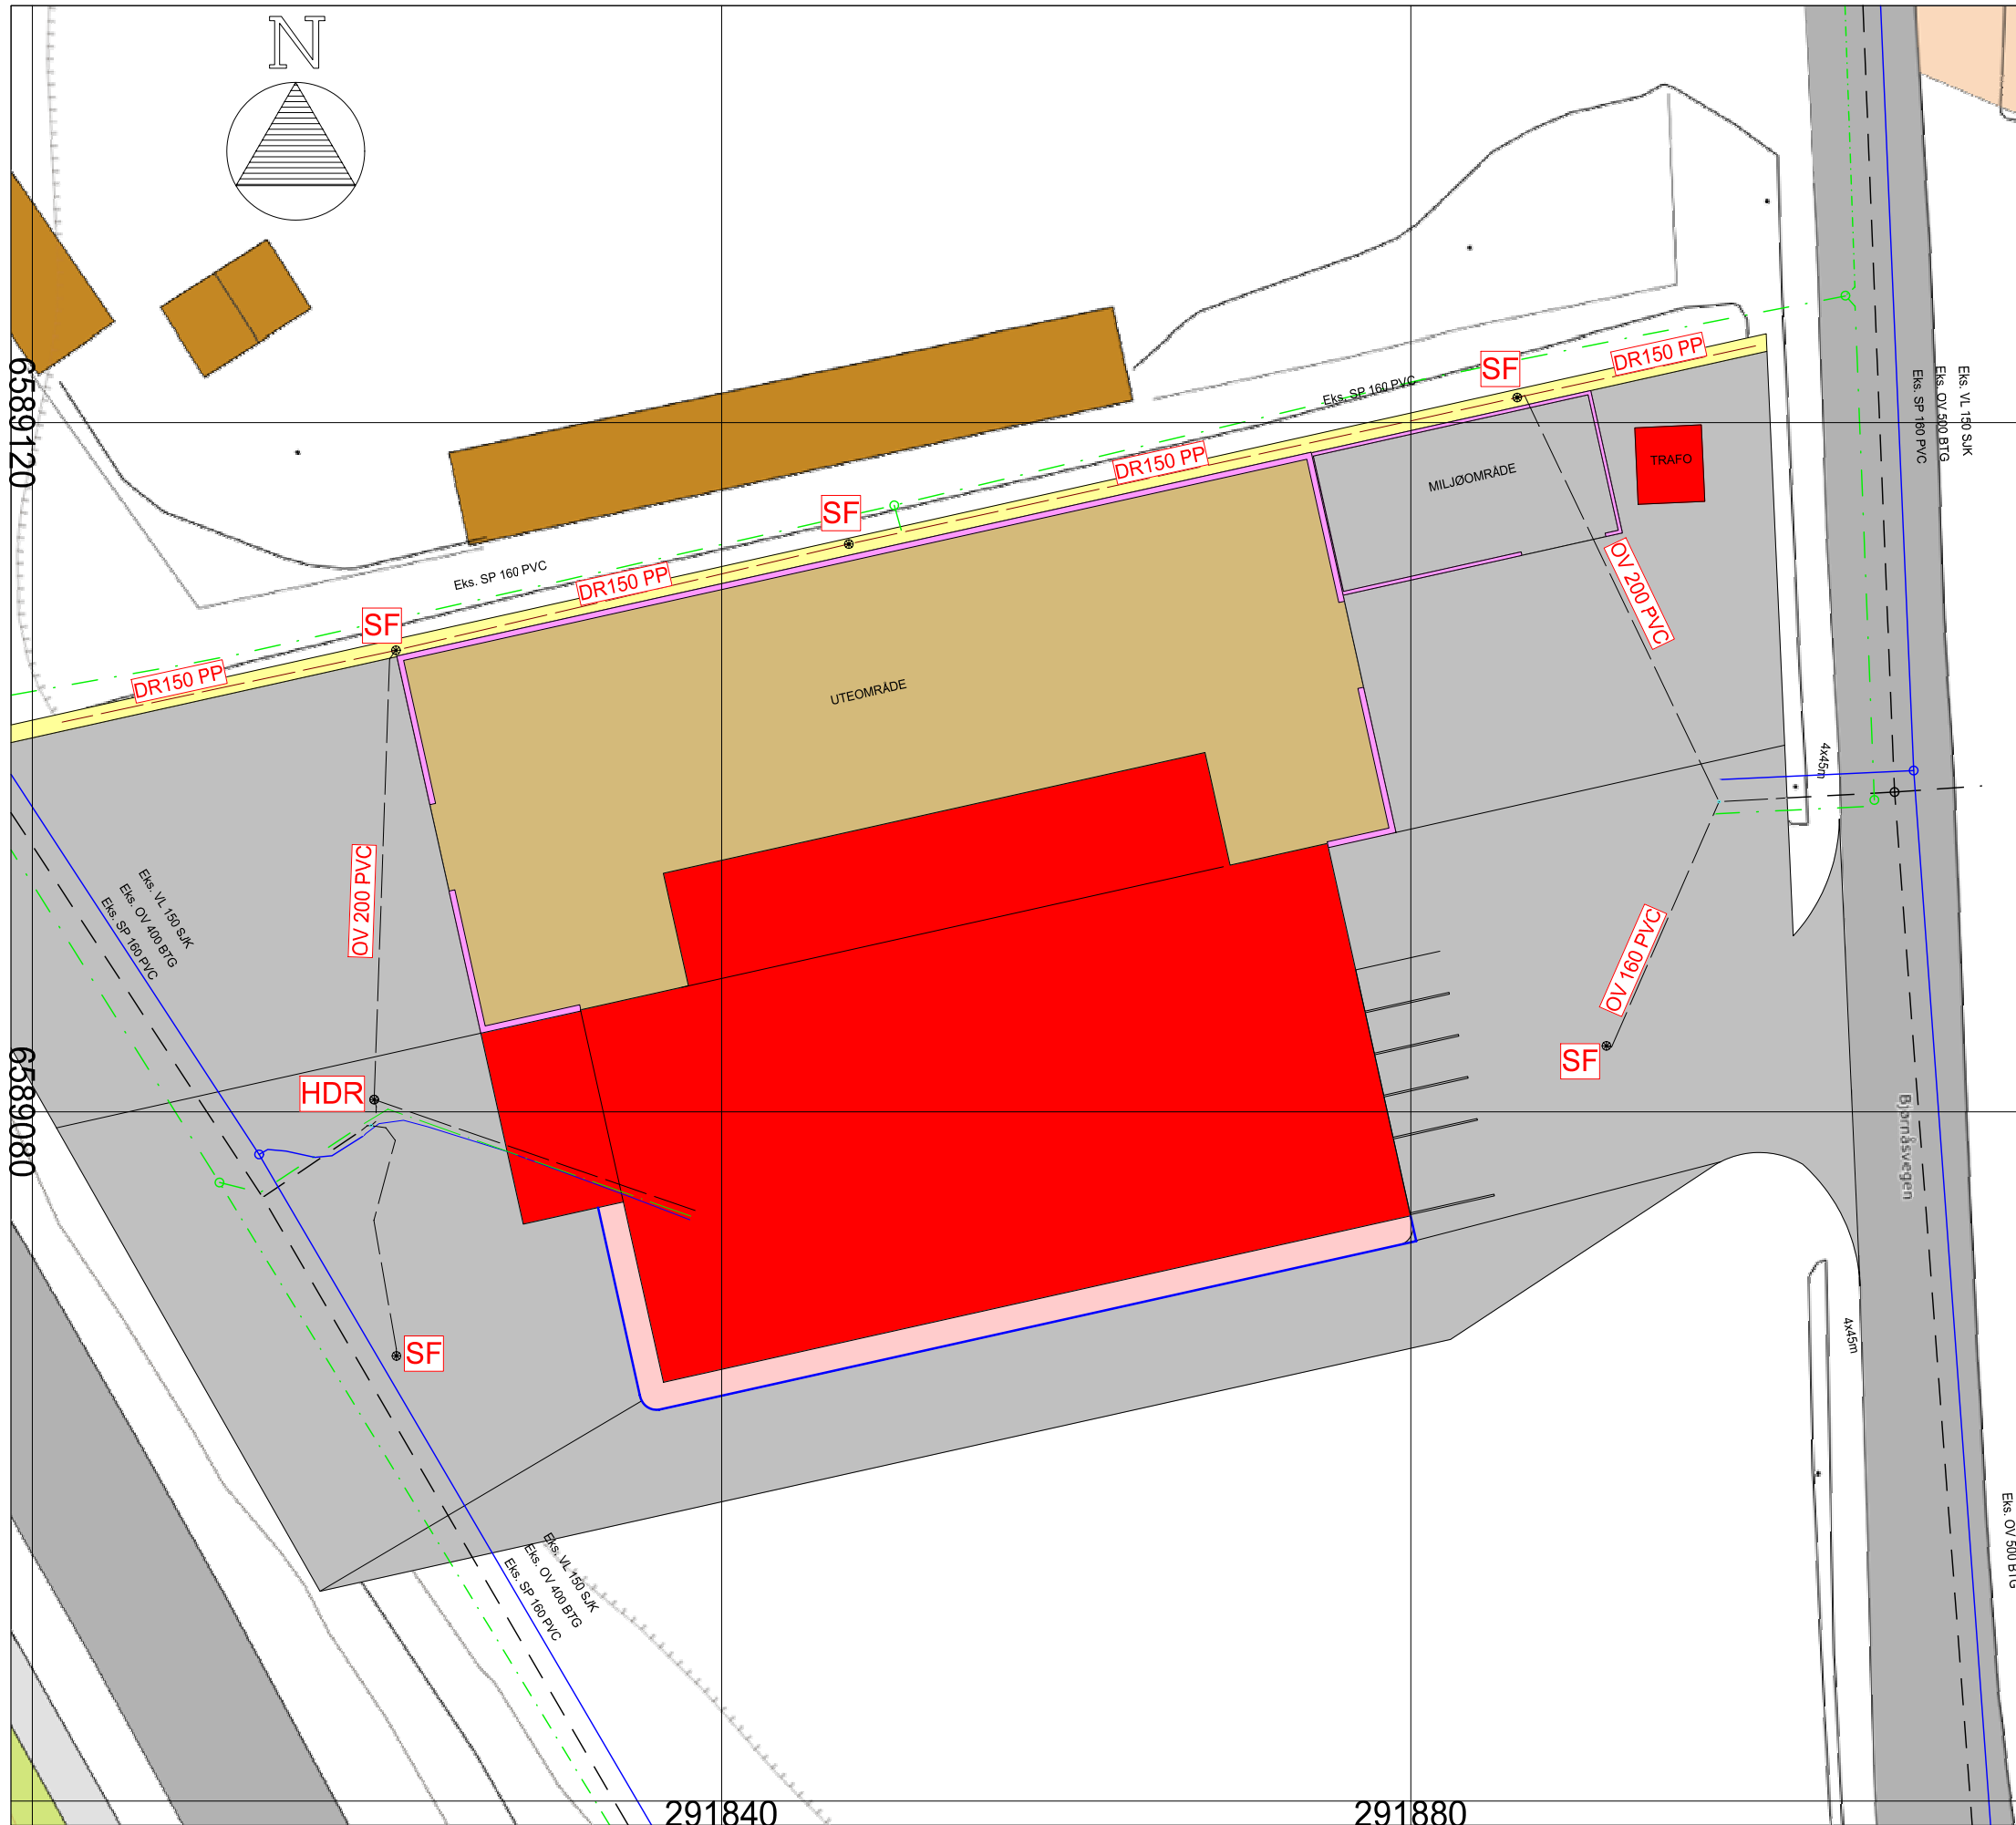 N
Eks. VL 150 SJK
Eks. OV 500 BTG
Eks. SP 160 PVC
DR150 PP
SF
Eks. SP 160 PVC
6589120
TRAFO
DR150 PP
MILJØOMRÅDE
SF
OV 200 PVC
Eks. SP 160 PVC
DR150 PP
SF
DR150 PP
UTEOMRÅDE
4x45m
OV 200 PVC
Eks. VL 150 SJK
Eks. OV 400 BTG
Eks. SP 160 PVC
OV 160 PVC
SF
6589080
HDR
Bjørnåsvegen
4x45m
SF
Eks. VL 150 SJK
Eks. OV 400 BTG
Eks. SP 160 PVC
Eks. OV 500 BTG
291840
291880